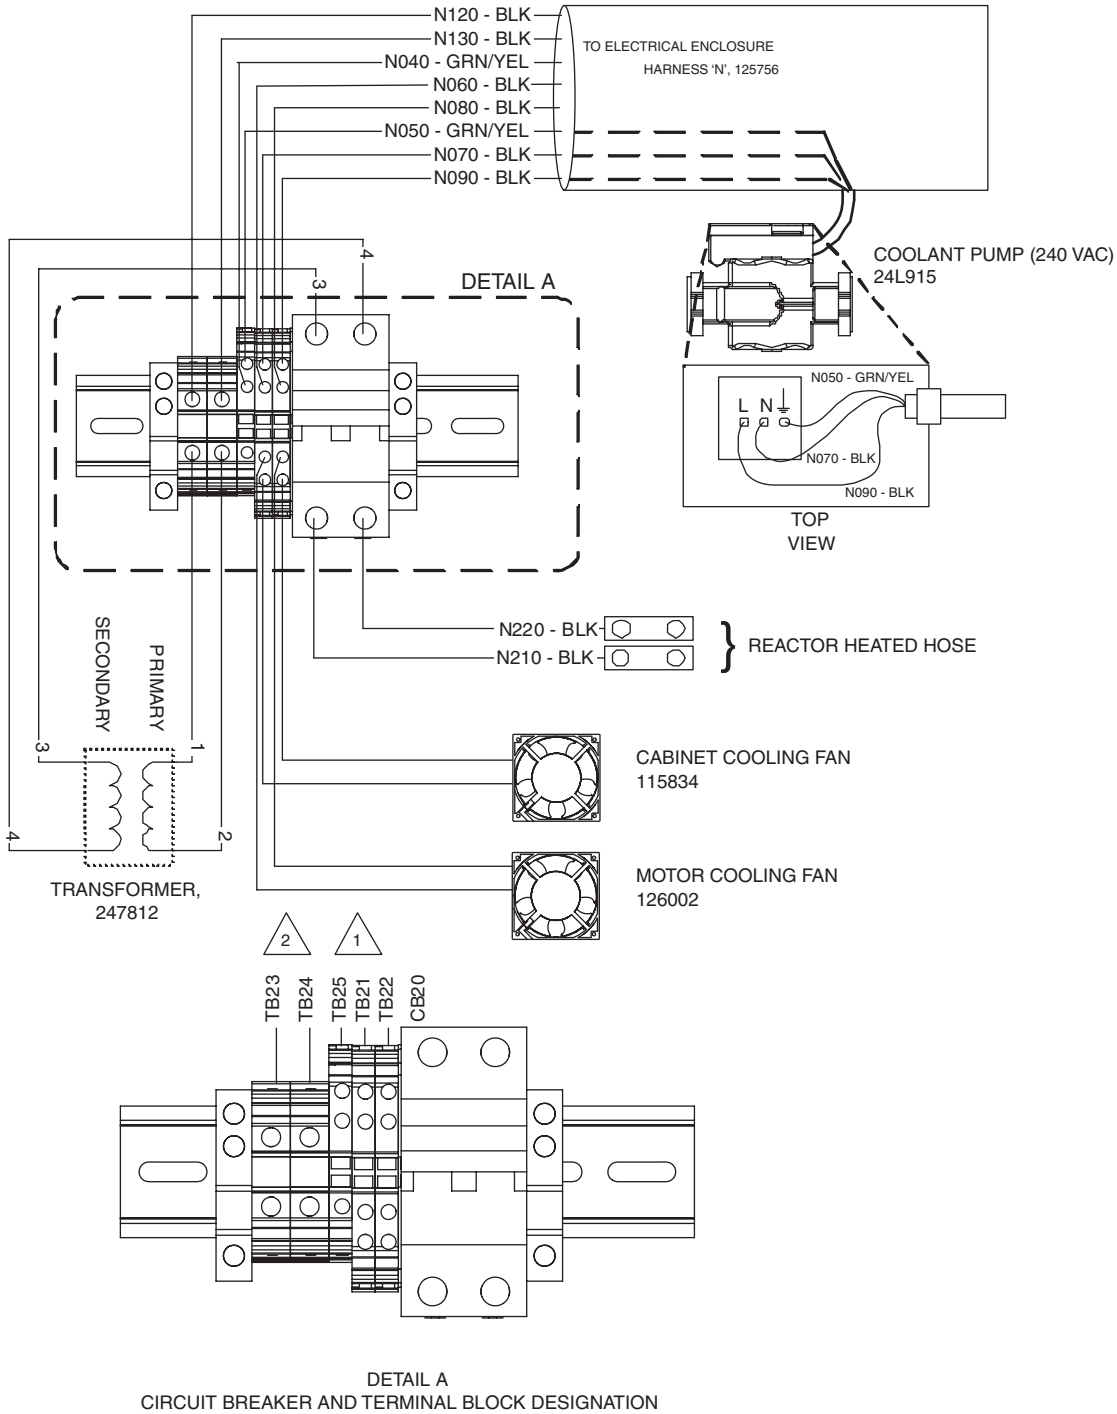 N120 - BLK
N130 - BLK
N040 - GRN/YEL
N060 - BLK
N080 - BLK
N050 - GRN/YEL
N070 - BLK
N090 - BLK
TO ELECTRICAL ENCLOSURE
HARNESS ‘N’, 125756
4
3
DETAIL A
COOLANT PUMP (240 VAC)
24L915
N050 - GRN/YEL
L N
N070 - BLK
N090 - BLK
TOP
VIEW
N220 - BLK
N210 - BLK
} REACTOR HEATED HOSE
SECONDARY
PRIMARY
3
1
4
2
TRANSFORMER,
247812
CABINET COOLING FAN
115834
MOTOR COOLING FAN
126002
2
1
TB23
TB24
TB25
TB21
TB22
CB20
DETAIL A
CIRCUIT BREAKER AND TERMINAL BLOCK DESIGNATION